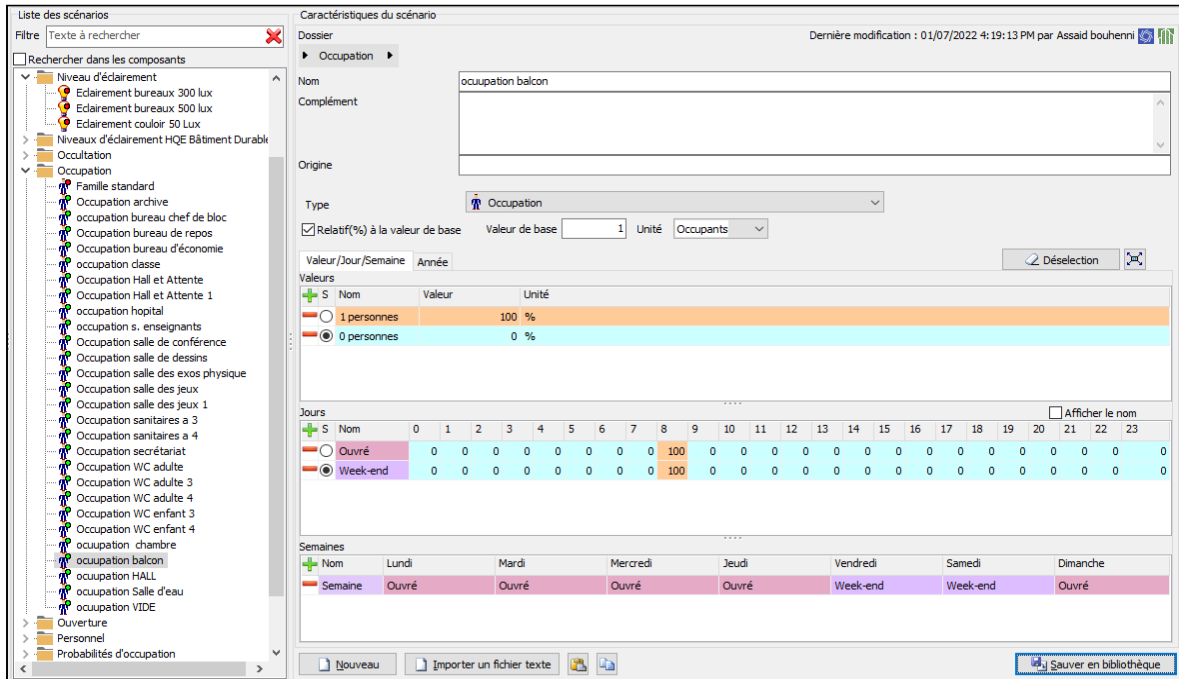 Liste des scénarios
Filtre Texte à rechercher
Rechercher dans les composants
Niveau d'éclairement
Eclairement bureaux 300 lux
Eclairement bureaux 500 lux
Eclairement couloir 50 Lux
Niveaux d'éclairement HQE Bâtiment Durable
Occultation
Occupation
Famille standard
Occupation archive
occupation bureau chef de bloc
Occupation bureau de repos
Occupation bureau d'économie
occupation classe
Occupation Hall et Attente
Occupation Hall et Attente 1
occupation hopital
occupation s. enseignants
Occupation salle de conférence
Occupation salle de dessins
Occupation salle des exos physique
Occupation salle des jeux
Occupation salle des jeux 1
Occupation sanitaires a 3
Occupation sanitaires a 4
Occupation secrétariat
Occupation WC adulte
Occupation WC adulte 3
Occupation WC adulte 4
Occupation WC enfant 3
Occupation WC enfant 4
ocuupation chambre
ocuupation balcon
ocuupation HALL
ocuupation Salle d'eau
ocuupation VIDE
Ouverture
Personnel
Probabilités d'occupation
Caractéristiques du scénario
Dossier
Dernière modification : 01/07/2022 4:19:13 PM par Assaid bouhenni
Occupation
Nom ocuupation balcon
Complément
Origine
Type Occupation
Relatif(%) à la valeur de base Valeur de base 1 Unité Occupants
Valeur/Jour/Semaine Année Déselection
Valeurs
S Nom Valeur Unité
1 personnes 100 %
0 personnes 0 %
Jours Afficher le nom
S Nom 0 1 2 3 4 5 6 7 8 9 10 11 12 13 14 15 16 17 18 19 20 21 22 23
Ouvré 0 0 0 0 0 0 0 0 100 0 0 0 0 0 0 0 0 0 0 0 0 0 0 0
Week-end 0 0 0 0 0 0 0 0 100 0 0 0 0 0 0 0 0 0 0 0 0 0 0 0
Semaines
Nom Lundi Mardi Mercredi Jeudi Vendredi Samedi Dimanche
Semaine Ouvré Ouvré Ouvré Ouvré Week-end Week-end Ouvré
Nouveau Importer un fichier texte Sauver en bibliothèque